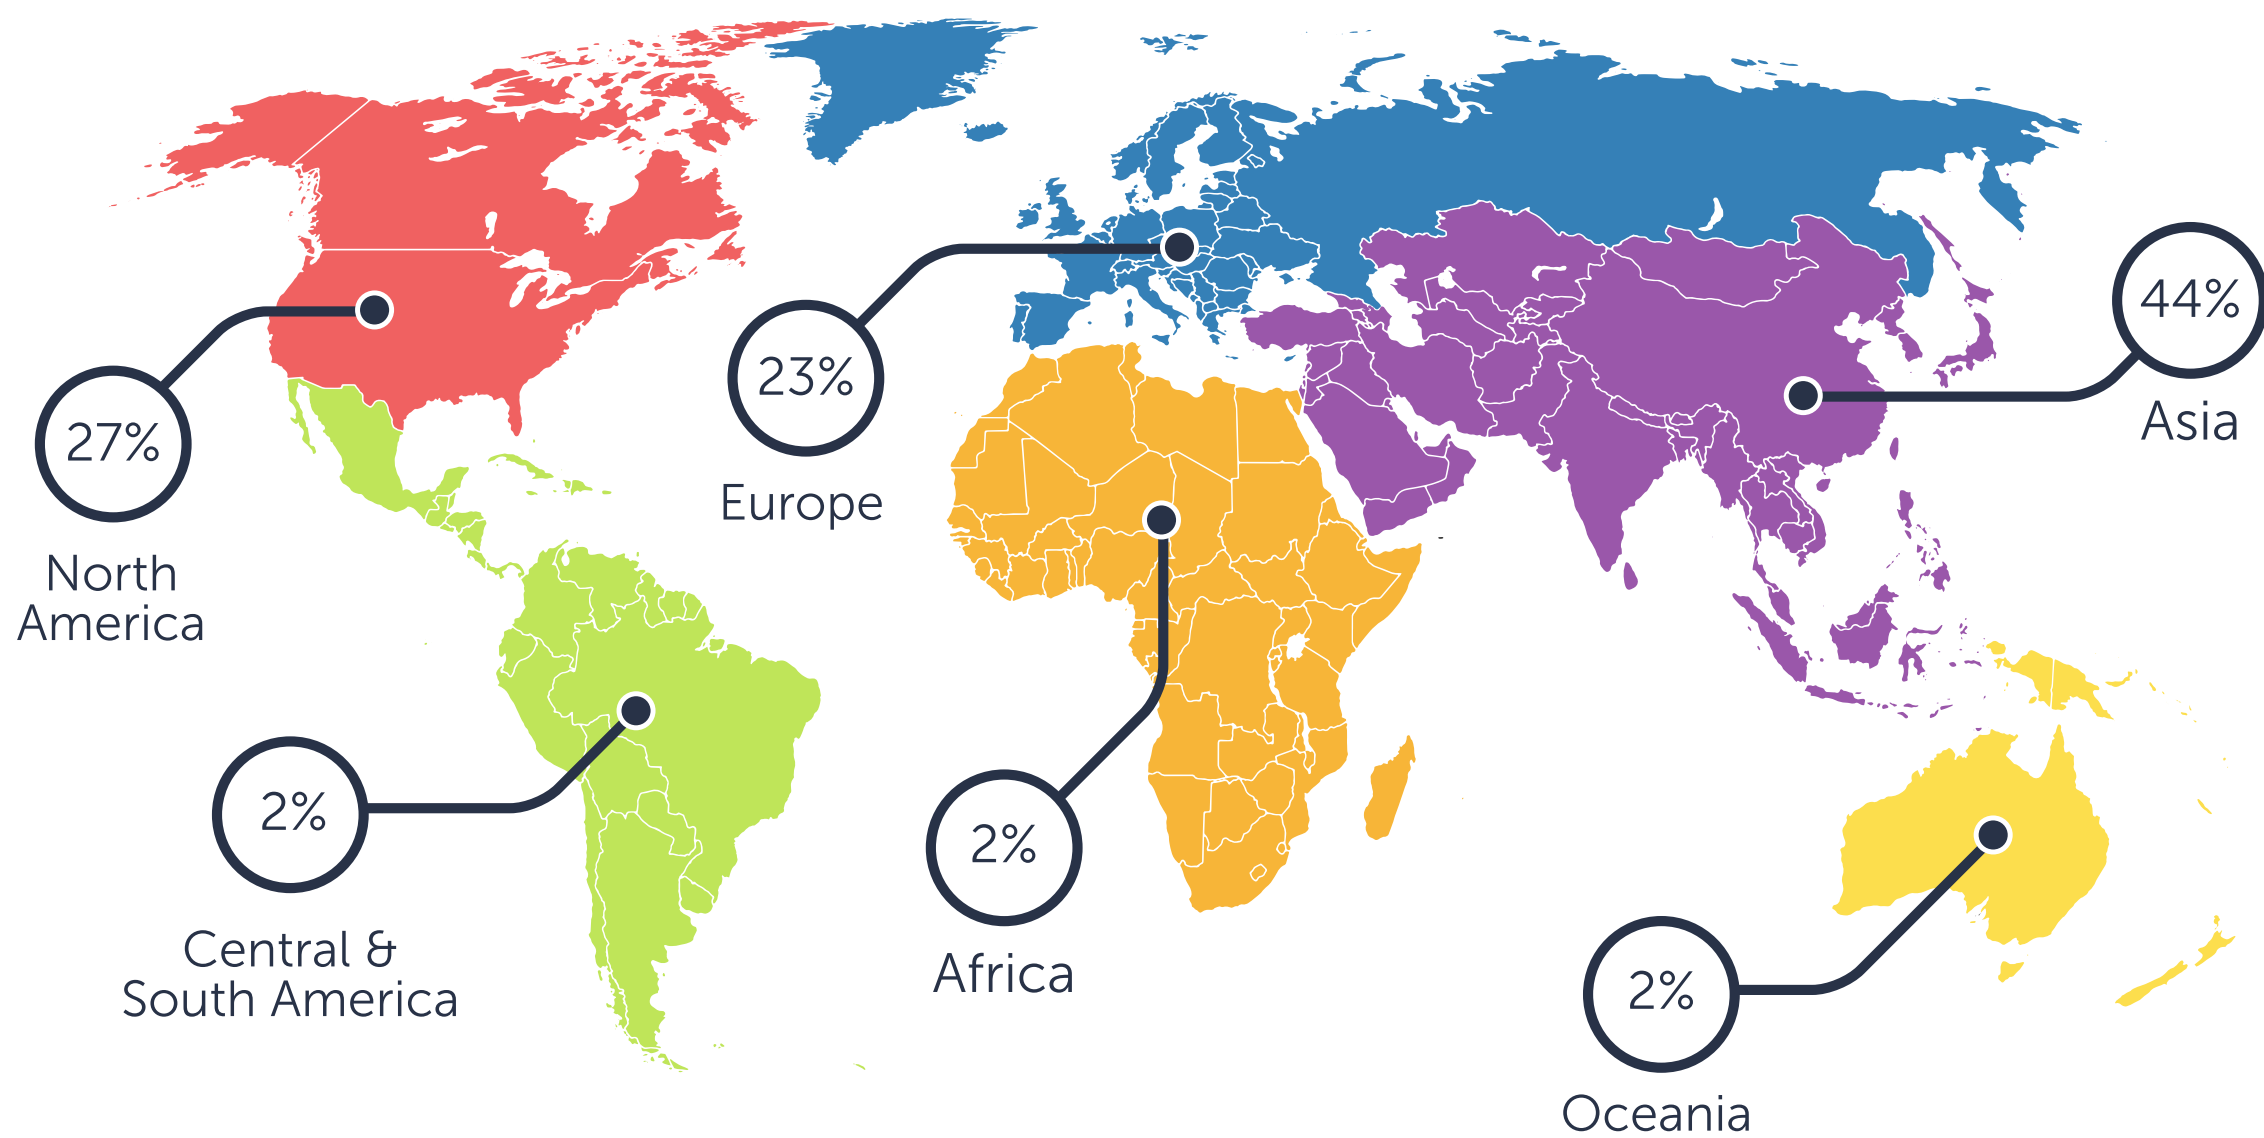 27%
North
America
23%
Europe
44%
Asia
2%
Central &
South America
2%
Africa
2%
Oceania